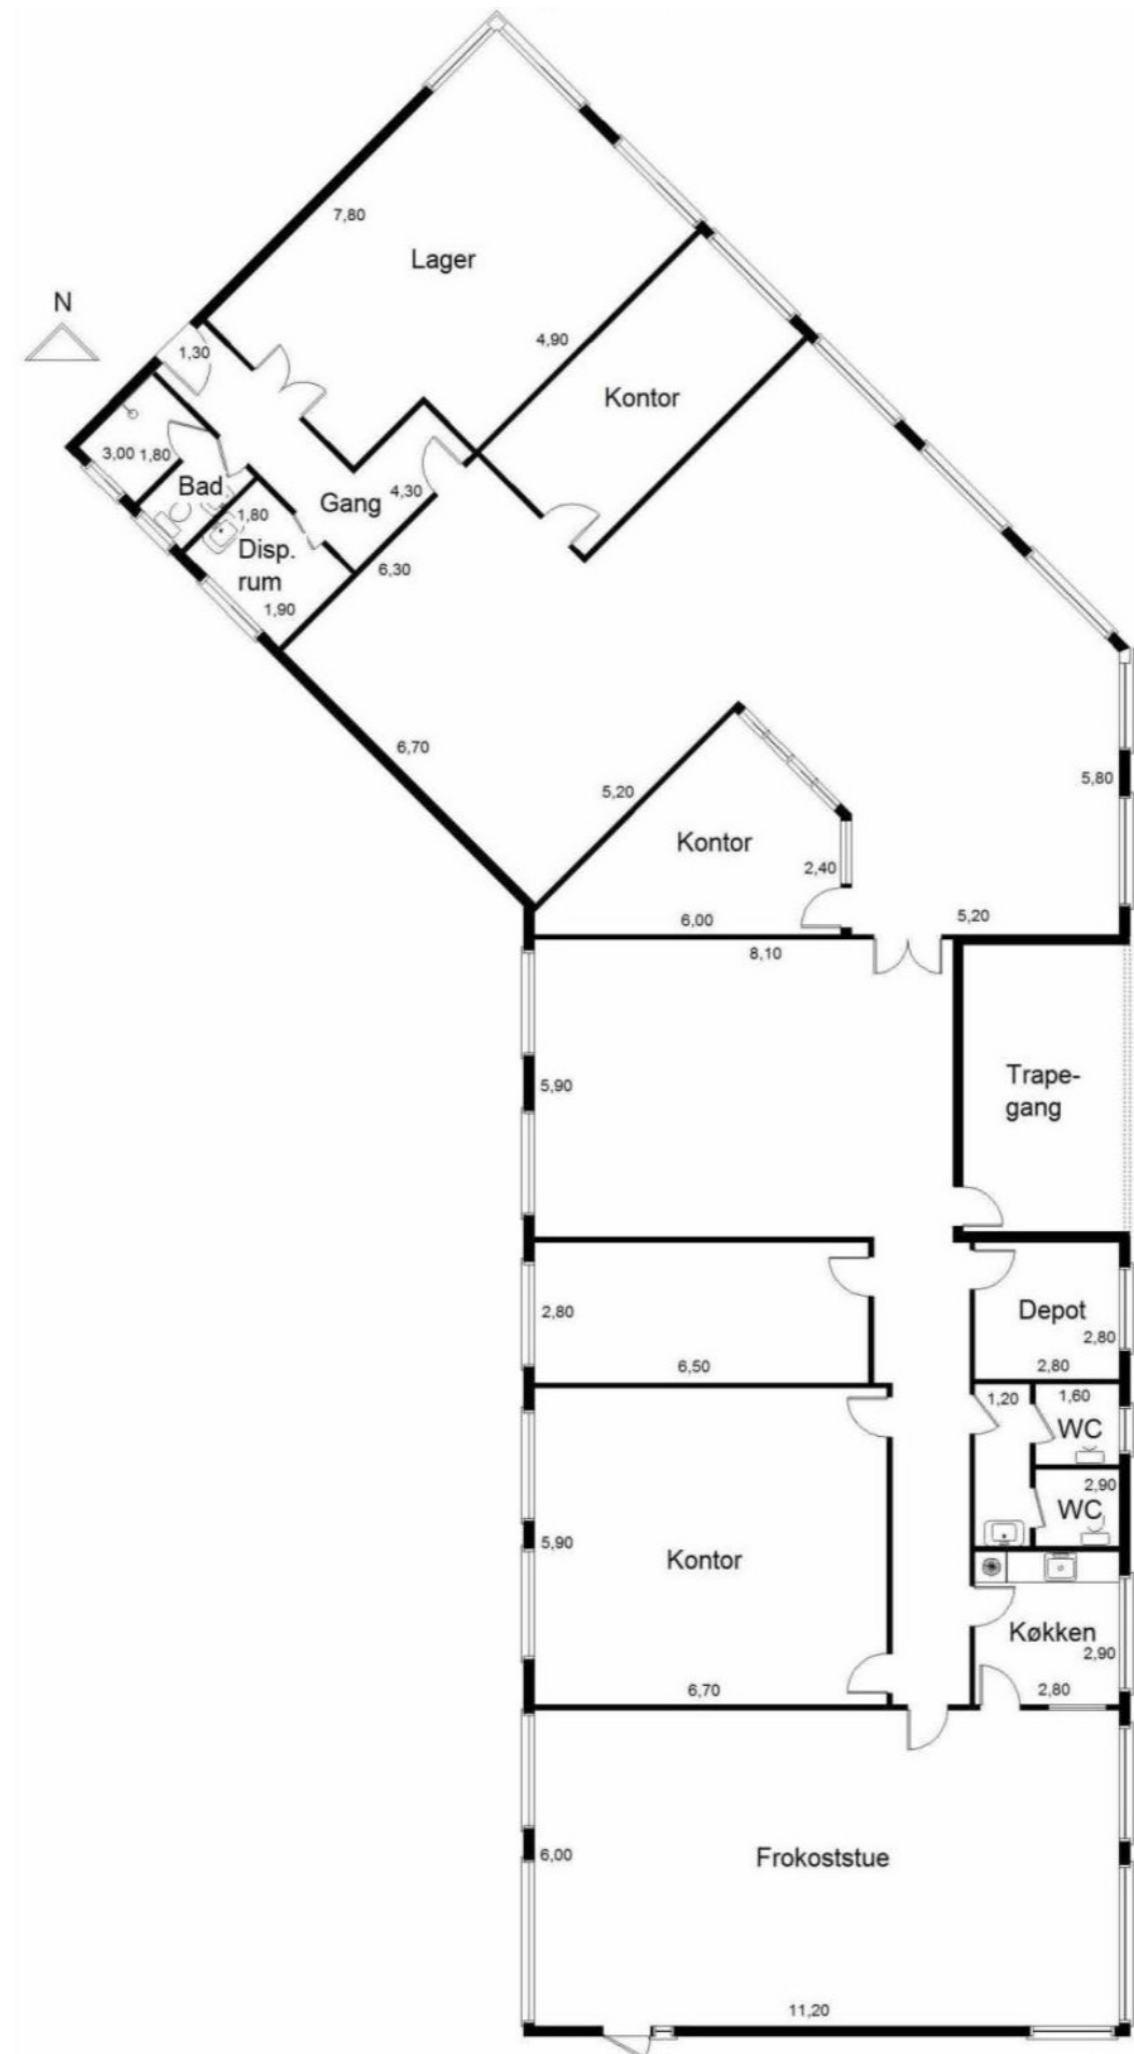 7,80
Lager
N
1,30
4,90
Kontor
3,00 1,80
Bad
4,30
Gang
1,80
Disp.
rum
6,30
1,90
6,70
5,80
5,20
Kontor
2,40
6,00
5,20
8,10
Trape-
gang
5,90
2,80
Depot
2,80
6,50
2,80
1,20
1,60
WC
2,90
WC
5,90
Kontor
Køkken
2,90
6,70
2,80
6,00
Frokoststue
11,20